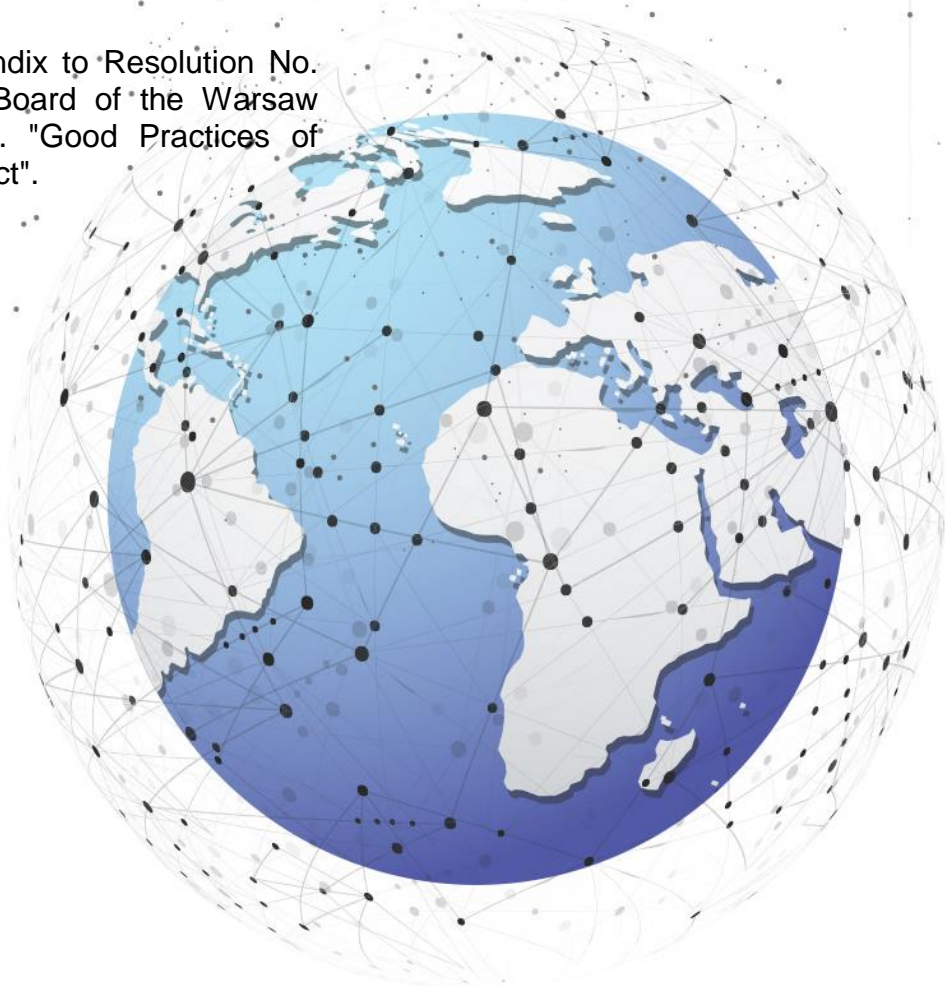 ndix to Resolution No.
Board of the Warsaw
. "Good Practices of
ct".